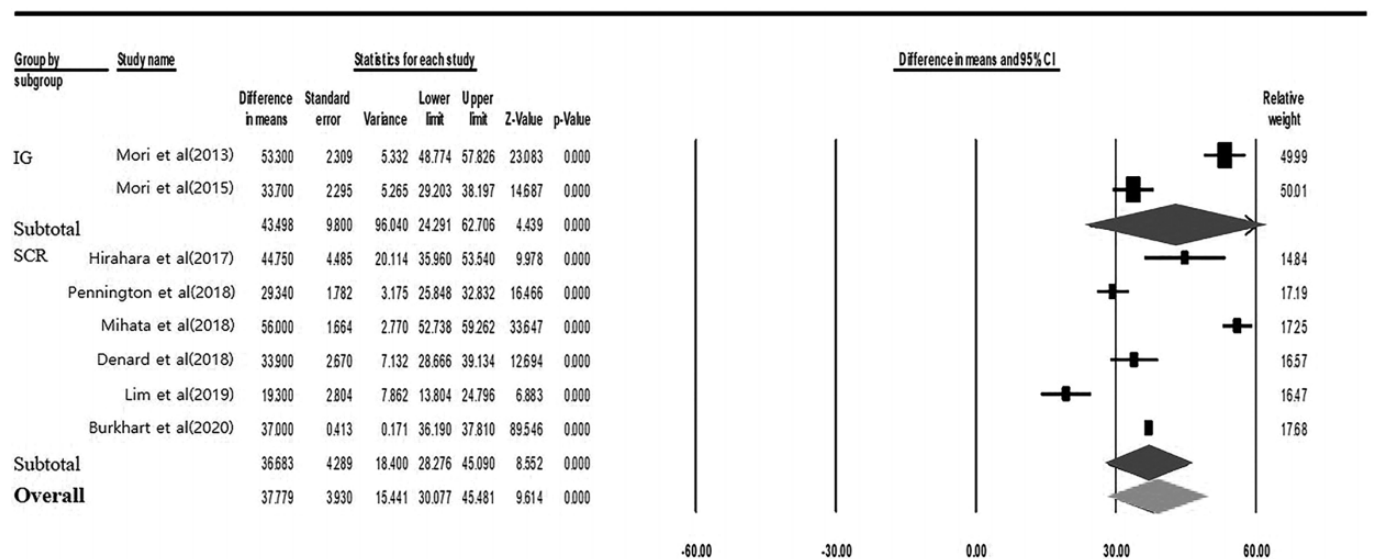 Group by Study name Statistics for each study Difference in means and 95% CI
subgroup
Difference Standard Lower Upper Relative
in means error Variance limit limit Z-Value p-Value weight
IG Mori et al(2013) 53.300 2.309 5.332 48.774 57.826 23.083 0.000 49.99
Mori et al(2015) 33.700 2.295 5.265 29.203 38.197 14.687 0.000 50.01
Subtotal 43.498 9.800 96.040 24.291 62.706 4.439 0.000
SCR Hirahara et al(2017) 44.750 4.485 20.114 35.960 53.540 9.978 0.000 14.84
Pennington et al(2018) 29.340 1.782 3.175 25.848 32.832 16.466 0.000 17.19
Mihata et al(2018) 56.000 1.664 2.770 52.738 59.262 33.647 0.000 17.25
Denard et al(2018) 33.900 2.670 7.132 28.666 39.134 12.694 0.000 16.57
Lim et al(2019) 19.300 2.804 7.862 13.804 24.796 6.883 0.000 16.47
Burkhart et al(2020) 37.000 0.413 0.171 36.190 37.810 89.546 0.000 17.68
Subtotal 36.683 4.289 18.400 28.276 45.090 8.552 0.000
Overall 37.779 3.930 15.441 30.077 45.481 9.614 0.000
-60.00 -30.00 0.00 30.00 60.00